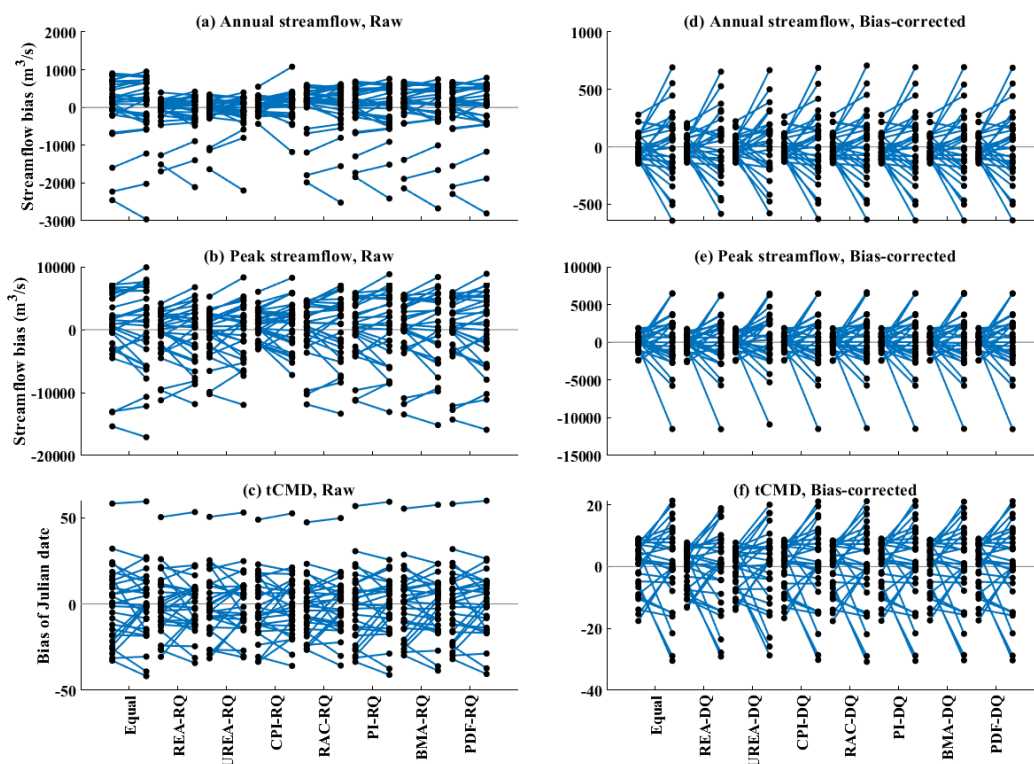 (a) Annual streamflow, Raw
2000
1000
0
-1000
-2000
-3000
Streamflow bias (m³/s)
(b) Peak streamflow, Raw
10000
0
-10000
-20000
Streamflow bias (m³/s)
(c) tCMD, Raw
50
0
-50
Bias of Julian date
Equal
REA-RQ
UREA-RQ
CPI-RQ
RAC-RQ
PI-RQ
BMA-RQ
PDF-RQ
(d) Annual streamflow, Bias-corrected
1000
500
0
-500
(e) Peak streamflow, Bias-corrected
10000
5000
0
-5000
-10000
-15000
(f) tCMD, Bias-corrected
20
0
-20
-40
Equal
REA-DQ
UREA-DQ
CPI-DQ
RAC-DQ
PI-DQ
BMA-DQ
PDF-DQ